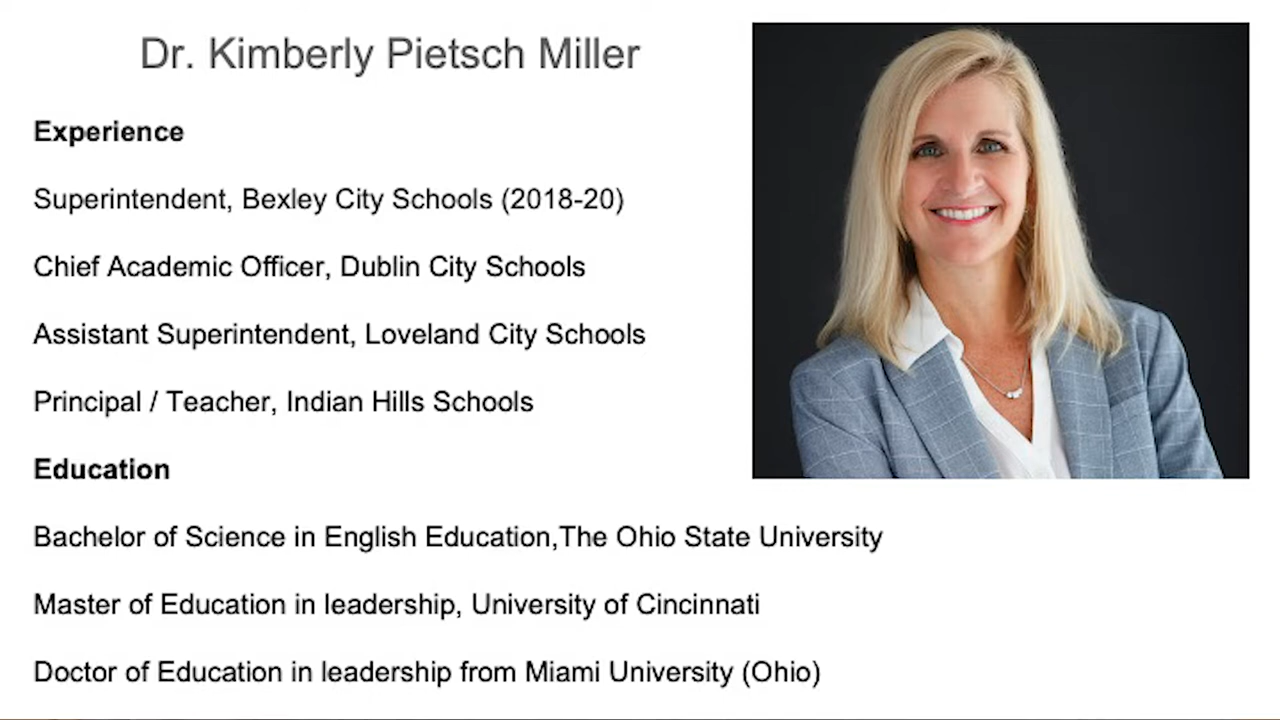 Dr. Kimberly Pietsch Miller
Experience
Superintendent, Bexley City Schools (2018-20)
Chief Academic Officer, Dublin City Schools
Assistant Superintendent, Loveland City Schools
Principal / Teacher, Indian Hills Schools
Education
Bachelor of Science in English Education,The Ohio State University
Master of Education in leadership, University of Cincinnati
Doctor of Education in leadership from Miami University (Ohio)